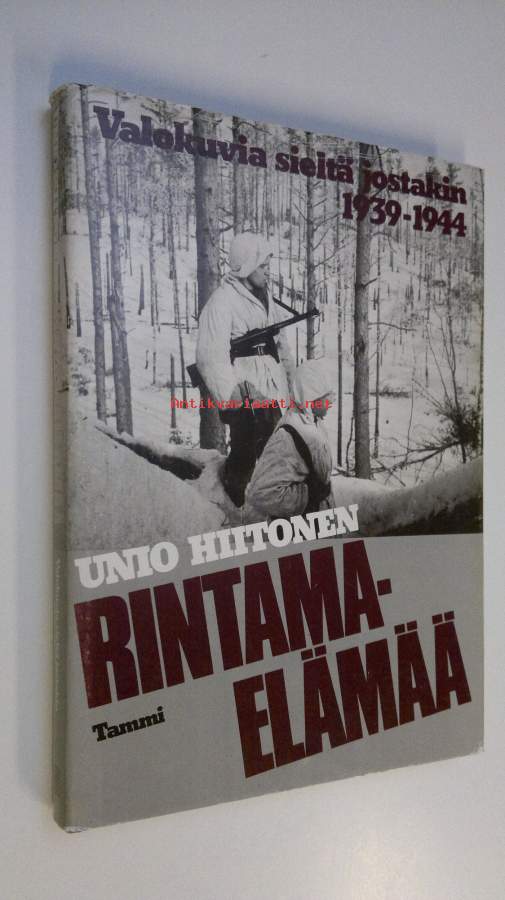 Valokuvia sieltä jostakin
1939-1944
Antikvariaatti.net
UNIO HIITONEN
RINTAMA-
ELÄMÄÄ
Tammi